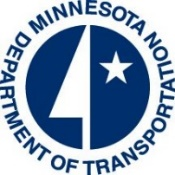 MINNESOTA
DEPARTMENT OF TRANSPORTATION